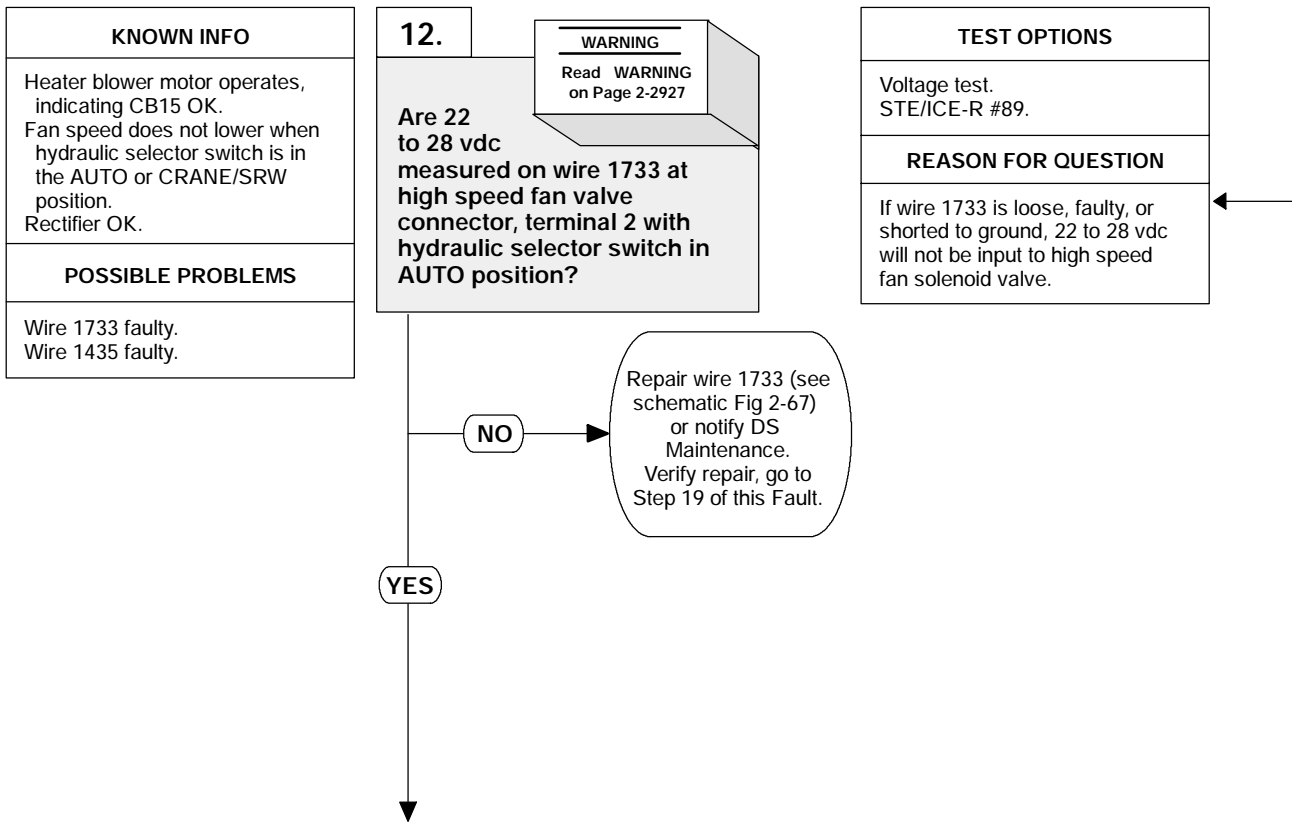 KNOWN INFO
Heater blower motor operates,
indicating CB15 OK.
Fan speed does not lower when
hydraulic selector switch is in
the AUTO or CRANE/SRW
position.
Rectifier OK.
POSSIBLE PROBLEMS
Wire 1733 faulty.
Wire 1435 faulty.
12.
WARNING
Read WARNING
on Page 2-2927
Are 22
to 28 vdc
measured on wire 1733 at
high speed fan valve
connector, terminal 2 with
hydraulic selector switch in
AUTO position?
TEST OPTIONS
Voltage test.
STE/ICE-R #89.
REASON FOR QUESTION
If wire 1733 is loose, faulty, or
shorted to ground, 22 to 28 vdc
will not be input to high speed
fan solenoid valve.
NO
Repair wire 1733 (see
schematic Fig 2-67)
or notify DS
Maintenance.
Verify repair, go to
Step 19 of this Fault.
YES